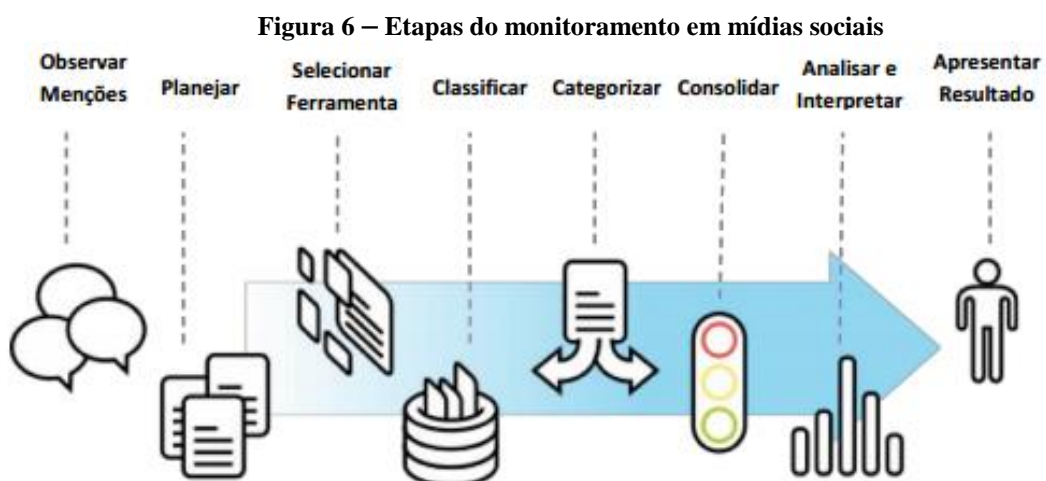 Figura 6 – Etapas do monitoramento em mídias sociais
Observar
Menções
Planejar
Selecionar
Ferramenta
Classificar
Categorizar
Consolidar
Analisar e
Interpretar
Apresentar
Resultado